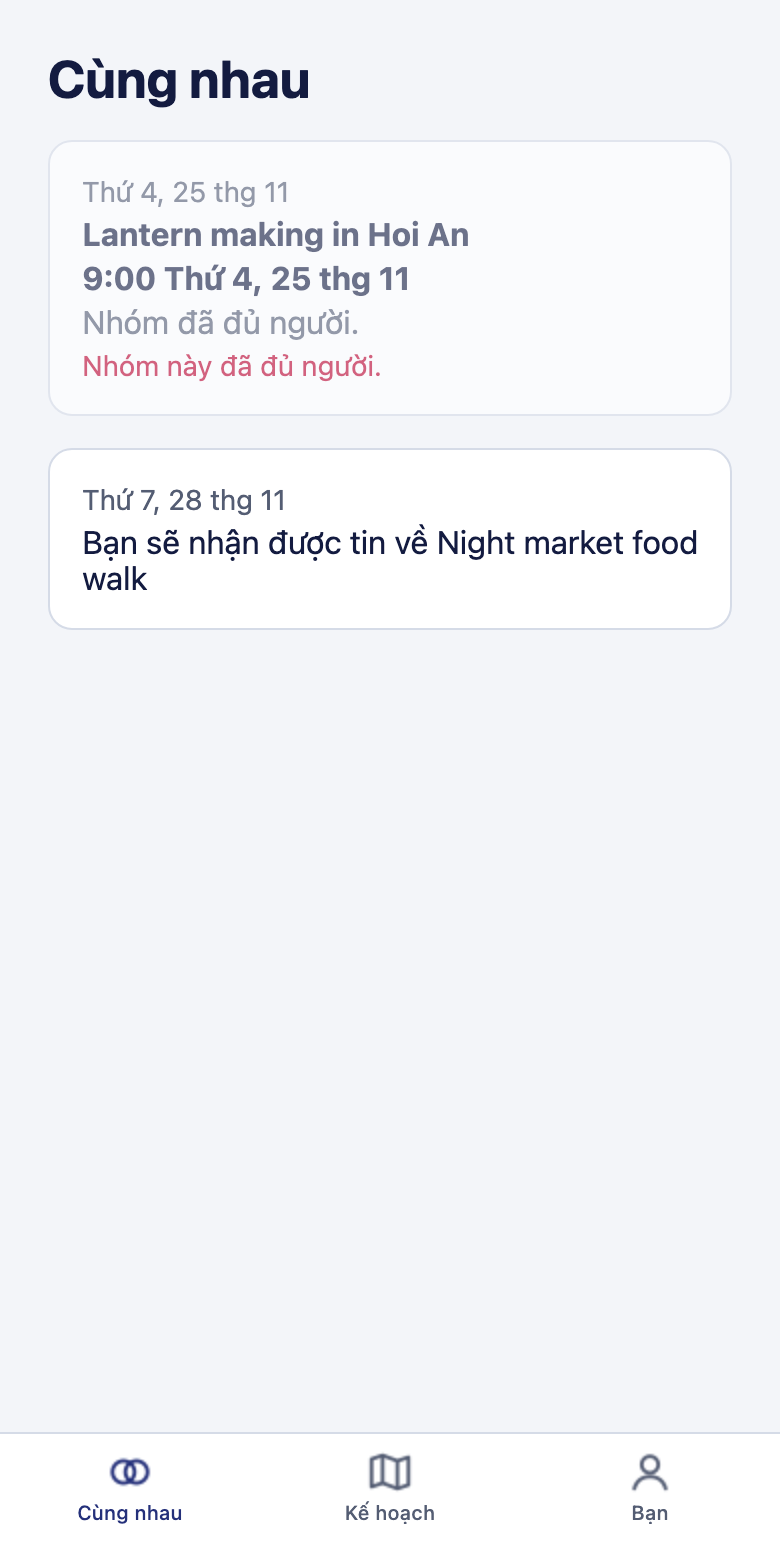 Cùng nhau
Thứ 4, 25 thg 11
Lantern making in Hoi An
9:00 Thứ 4, 25 thg 11
Nhóm đã đủ người.
Nhóm này đã đủ người.
Thứ 7, 28 thg 11
Bạn sẽ nhận được tin về Night market food
walk
Cùng nhau
Kế hoạch
Bạn